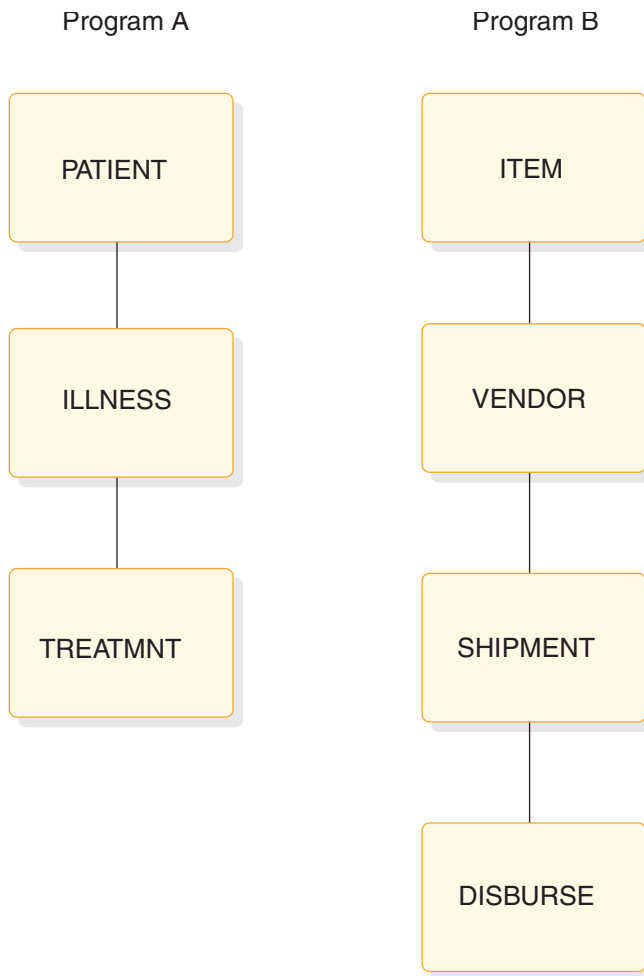 Program A
Program B
PATIENT
ITEM
ILLNESS
VENDOR
TREATMNT
SHIPMENT
DISBURSE